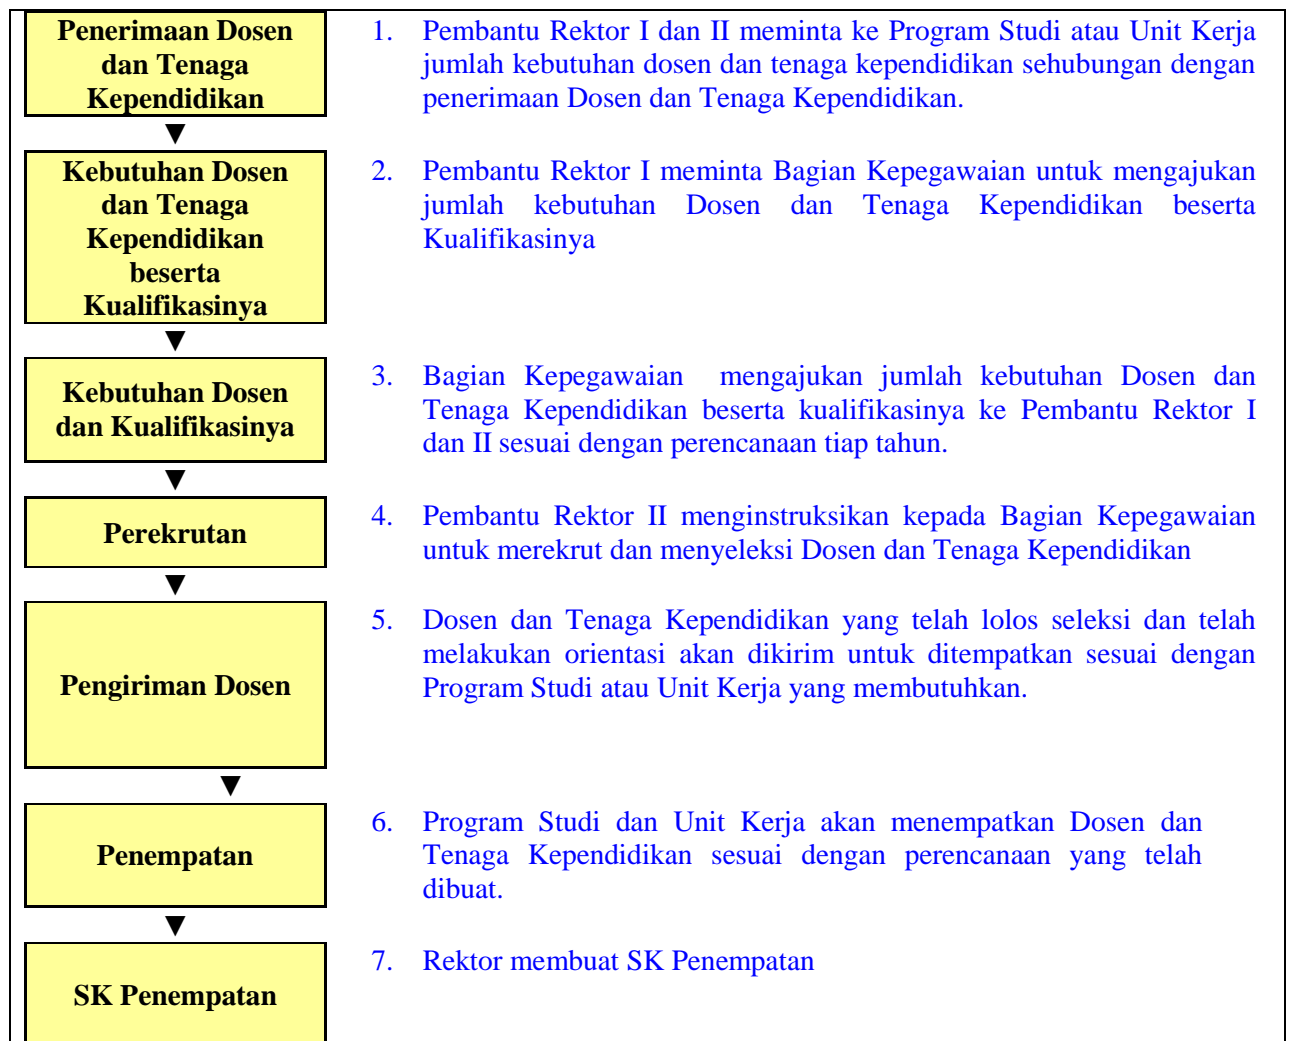 Penerimaan Dosen
dan Tenaga
Kependidikan
1. Pembantu Rektor I dan II meminta ke Program Studi atau Unit Kerja
jumlah kebutuhan dosen dan tenaga kependidikan sehubungan dengan
penerimaan Dosen dan Tenaga Kependidikan.
▼
Kebutuhan Dosen
dan Tenaga
Kependidikan
beserta
Kualifikasinya
2. Pembantu Rektor I meminta Bagian Kepegawaian untuk mengajukan
jumlah kebutuhan Dosen dan Tenaga Kependidikan beserta
Kualifikasinya
▼
Kebutuhan Dosen
dan Kualifikasinya
3. Bagian Kepegawaian mengajukan jumlah kebutuhan Dosen dan
Tenaga Kependidikan beserta kualifikasinya ke Pembantu Rektor I
dan II sesuai dengan perencanaan tiap tahun.
▼
Perekrutan
4. Pembantu Rektor II menginstruksikan kepada Bagian Kepegawaian
untuk merekrut dan menyeleksi Dosen dan Tenaga Kependidikan
▼
Pengiriman Dosen
5. Dosen dan Tenaga Kependidikan yang telah lolos seleksi dan telah
melakukan orientasi akan dikirim untuk ditempatkan sesuai dengan
Program Studi atau Unit Kerja yang membutuhkan.
▼
Penempatan
6. Program Studi dan Unit Kerja akan menempatkan Dosen dan
Tenaga Kependidikan sesuai dengan perencanaan yang telah
dibuat.
▼
SK Penempatan
7. Rektor membuat SK Penempatan